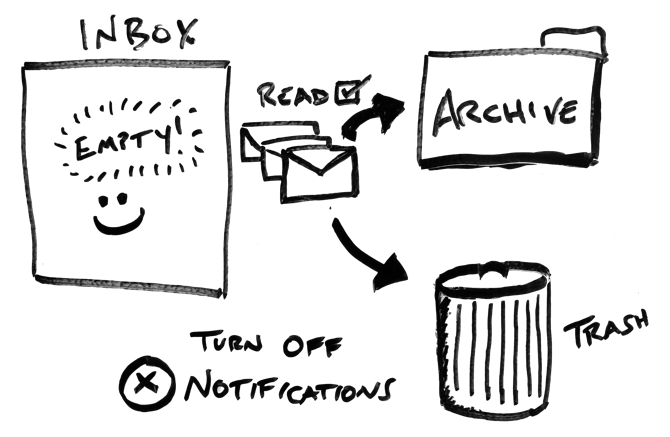 INBOX
EMPTY!
READ
ARCHIVE
TRASH
TURN OFF
NOTIFICATIONS